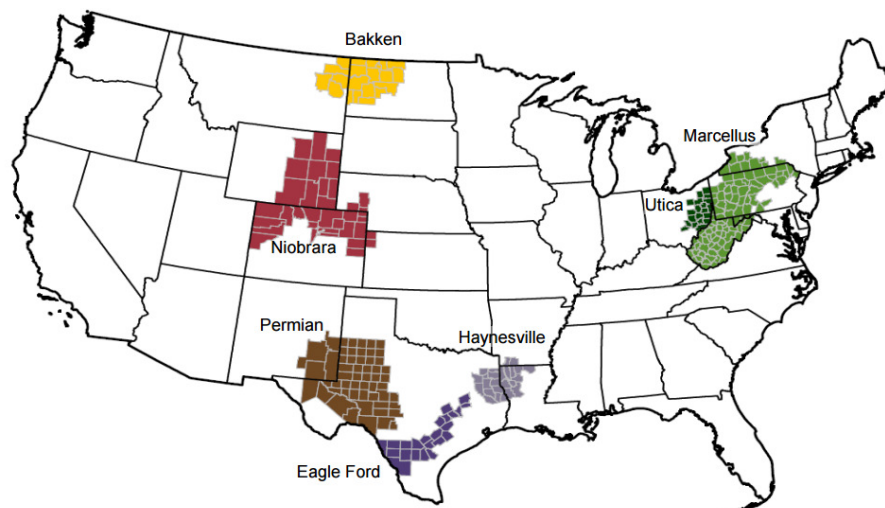 Bakken
Marcellus
Utica
Niobrara
Permian
Haynesville
Eagle Ford